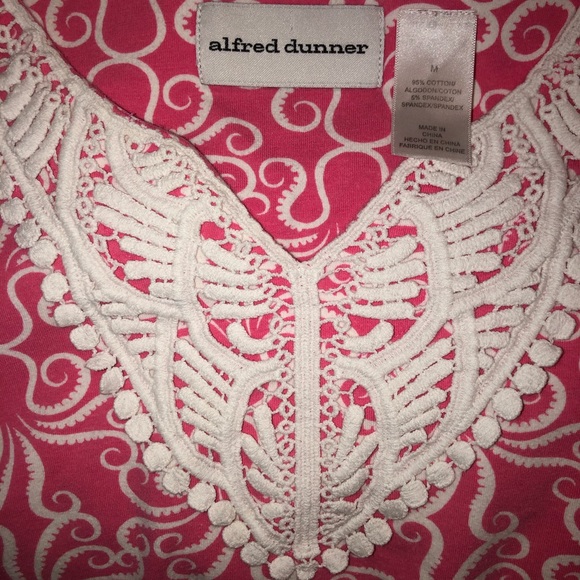 alfred dunner
M
95% COTTON/
ALGODON/COTON
5% SPANDEX/
SPANDEX/SPANDEX
MADE IN
CHINA
HECHO EN CHINA
FABRIQUE EN CHINE